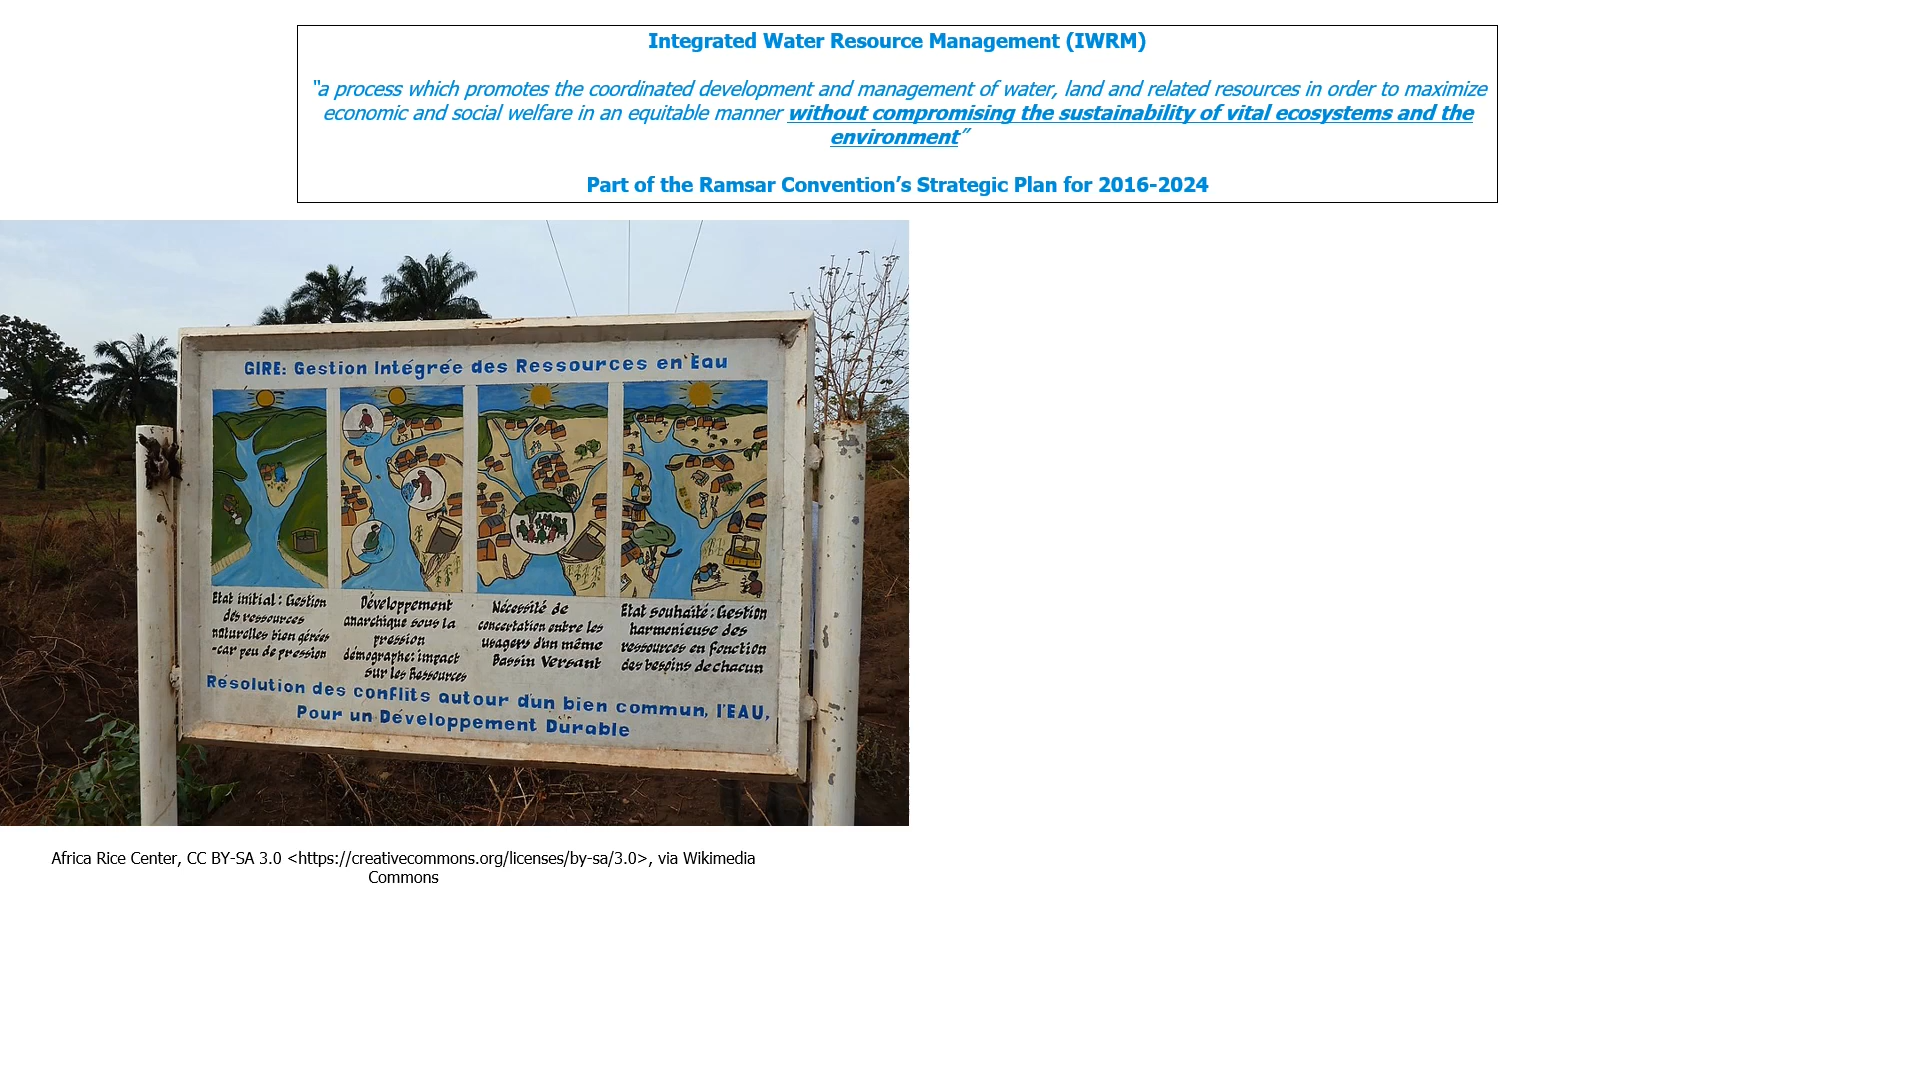 Integrated Water Resource Management (IWRM)
“a process which promotes the coordinated development and management of water, land and related resources in order to maximize
economic and social welfare in an equitable manner without compromising the sustainability of vital ecosystems and the
environment”
Part of the Ramsar Convention’s Strategic Plan for 2016-2024
GIRE: Gestion Intégrée des Ressources en Eau
Etat initial : Gestion
des ressources
naturelles bien gérées
-car peu de pression
Développement
anarchique sous la
pression
démographe: impact
sur les Ressources
Nécessité de
concertation entre les
usagers d'un même
Bassin Versant
Etat souhaité : Gestion
harmonieuse des
ressources en fonction
des besoins de chacun
Résolution des conflits autour d'un bien commun, l'EAU,
Pour un Développement Durable
Africa Rice Center, CC BY-SA 3.0 <https://creativecommons.org/licenses/by-sa/3.0>, via Wikimedia
Commons